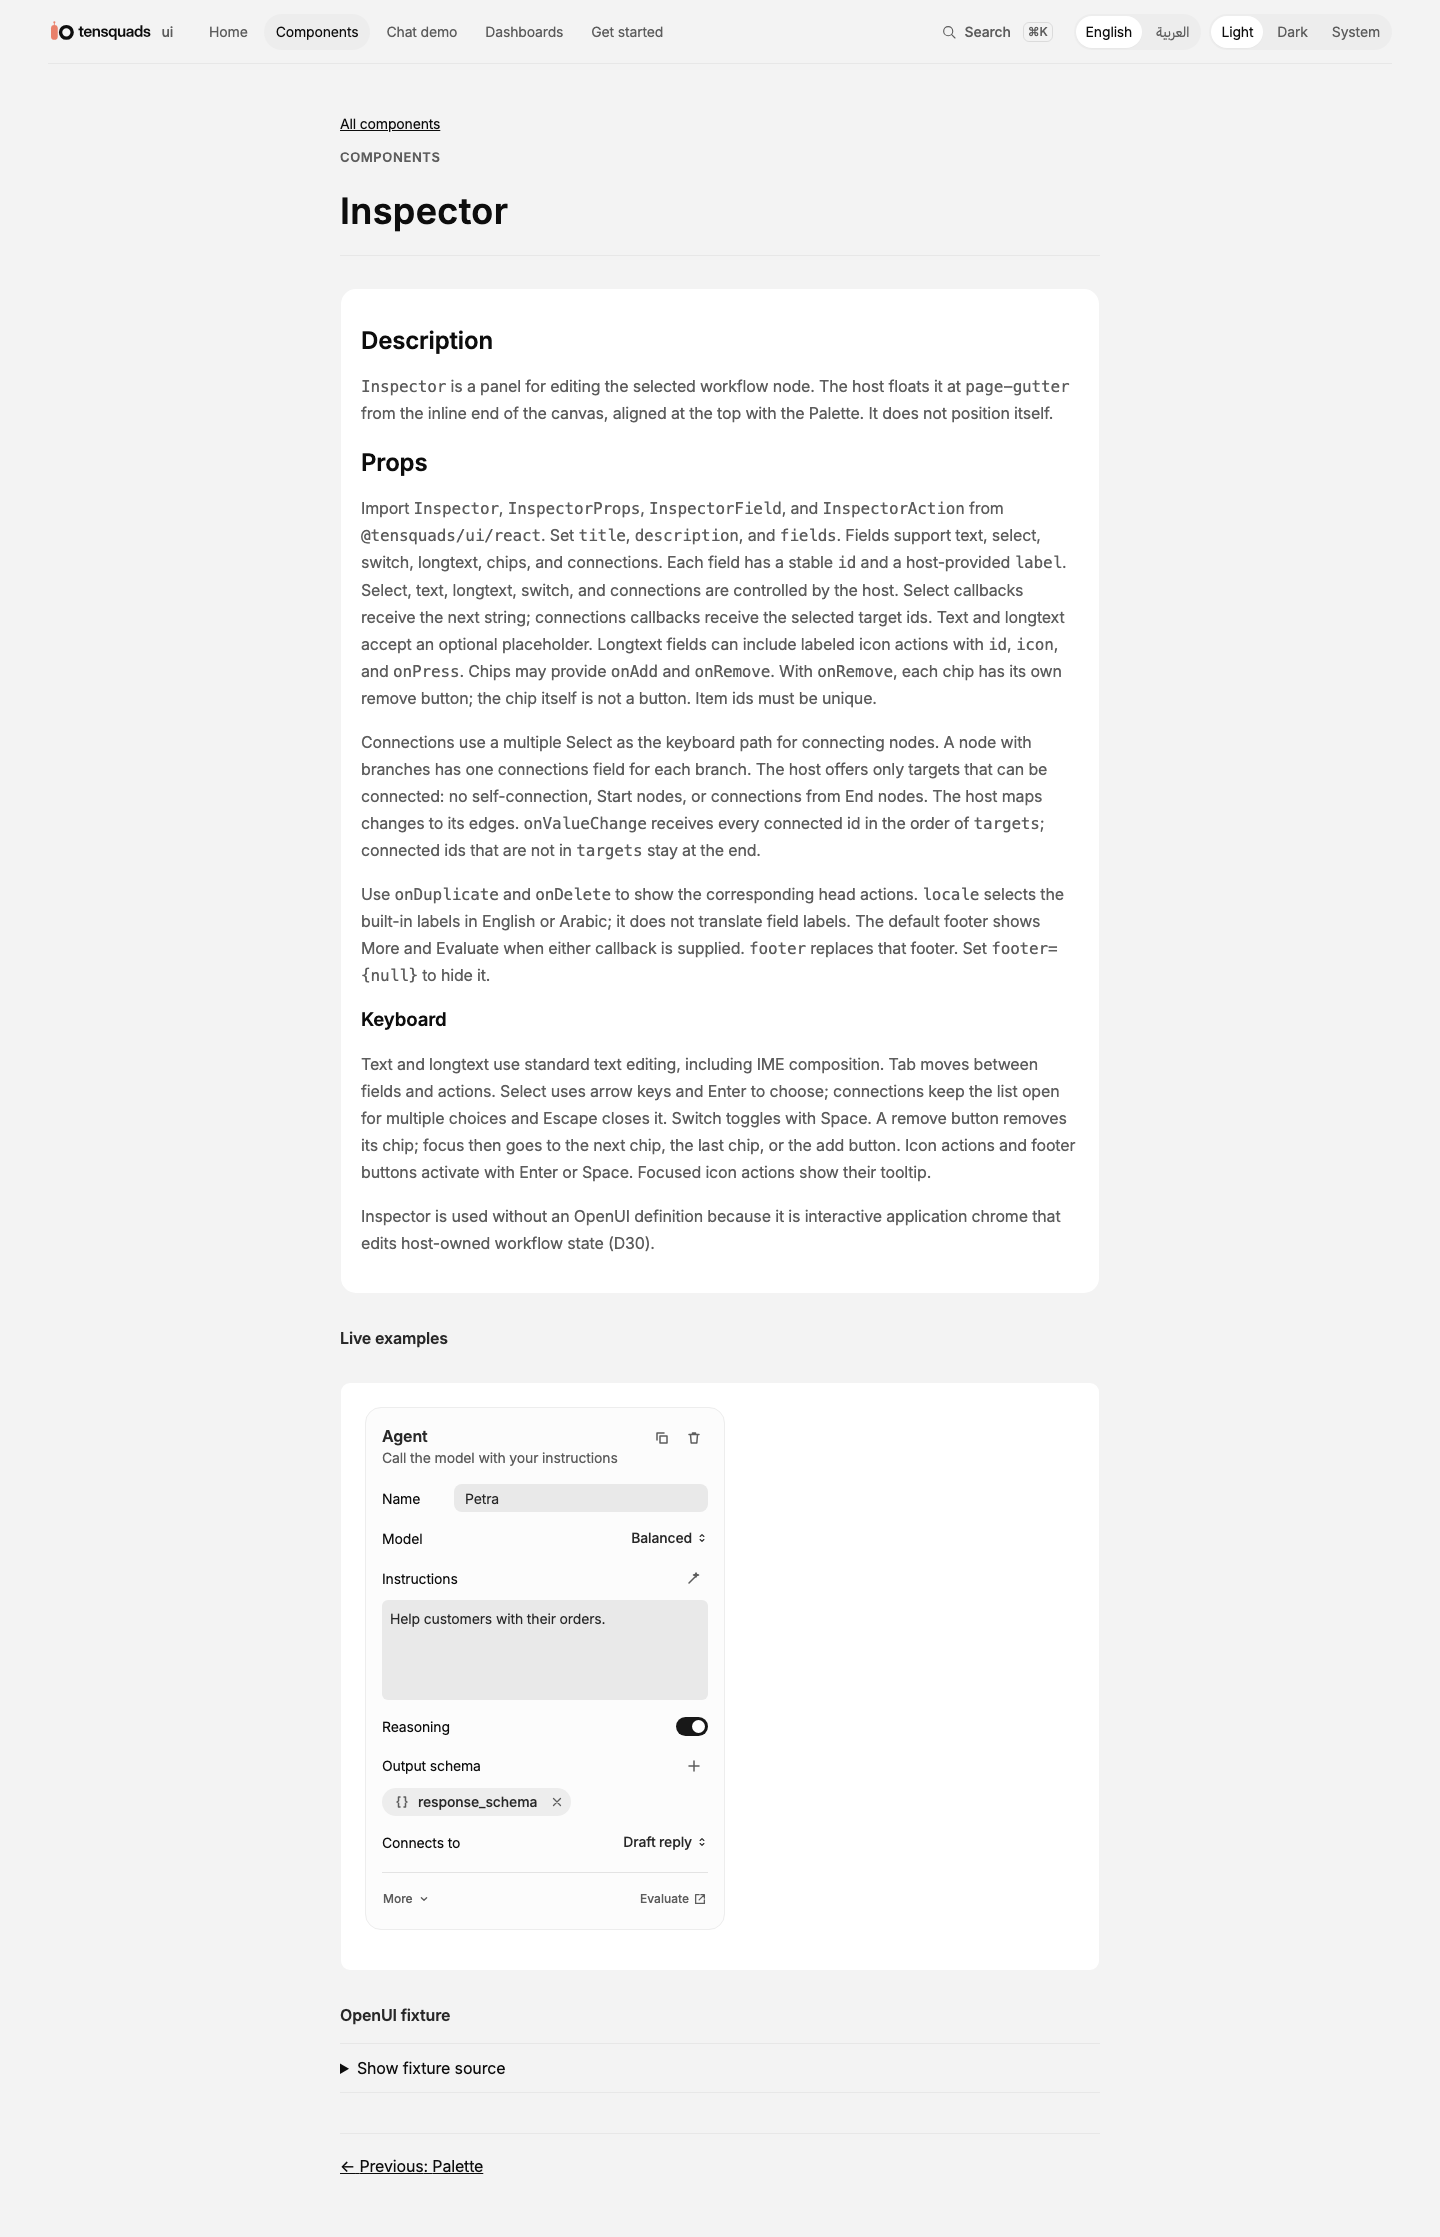 tensquads ui
Home
Components
Chat demo
Dashboards
Get started
Search
⌘K
English
العربية
Light
Dark
System
All components
COMPONENTS
Inspector
Description
Inspector is a panel for editing the selected workflow node. The host floats it at page-gutter
from the inline end of the canvas, aligned at the top with the Palette. It does not position itself.
Props
Import Inspector, InspectorProps, InspectorField, and InspectorAction from
@tensquads/ui/react. Set title, description, and fields. Fields support text, select,
switch, longtext, chips, and connections. Each field has a stable id and a host-provided label.
Select, text, longtext, switch, and connections are controlled by the host. Select callbacks
receive the next string; connections callbacks receive the selected target ids. Text and longtext
accept an optional placeholder. Longtext fields can include labeled icon actions with id, icon,
and onPress. Chips may provide onAdd and onRemove. With onRemove, each chip has its own
remove button; the chip itself is not a button. Item ids must be unique.
Connections use a multiple Select as the keyboard path for connecting nodes. A node with
branches has one connections field for each branch. The host offers only targets that can be
connected: no self-connection, Start nodes, or connections from End nodes. The host maps
changes to its edges. onValueChange receives every connected id in the order of targets;
connected ids that are not in targets stay at the end.
Use onDuplicate and onDelete to show the corresponding head actions. locale selects the
built-in labels in English or Arabic; it does not translate field labels. The default footer shows
More and Evaluate when either callback is supplied. footer replaces that footer. Set footer=
{null} to hide it.
Keyboard
Text and longtext use standard text editing, including IME composition. Tab moves between
fields and actions. Select uses arrow keys and Enter to choose; connections keep the list open
for multiple choices and Escape closes it. Switch toggles with Space. A remove button removes
its chip; focus then goes to the next chip, the last chip, or the add button. Icon actions and footer
buttons activate with Enter or Space. Focused icon actions show their tooltip.
Inspector is used without an OpenUI definition because it is interactive application chrome that
edits host-owned workflow state (D30).
Live examples
Agent
Call the model with your instructions
Name
Petra
Model
Balanced
Instructions
Help customers with their orders.
Reasoning
Output schema
{} response_schema
Connects to
Draft reply
More
Evaluate
OpenUI fixture
▶ Show fixture source
← Previous: Palette